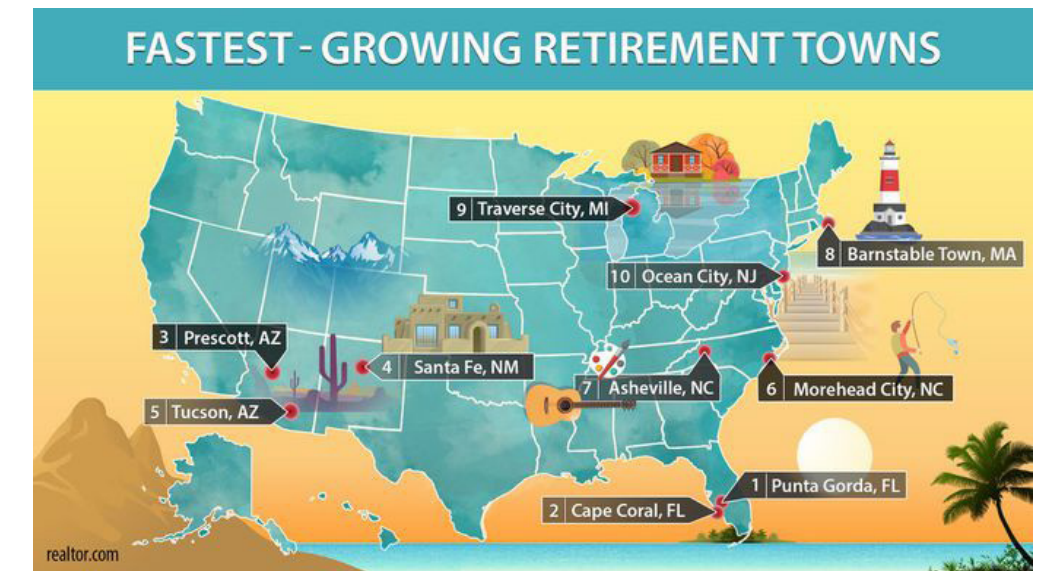 FASTEST - GROWING RETIREMENT TOWNS
9 Traverse City, MI
8 Barnstable Town, MA
10 Ocean City, NJ
3 Prescott, AZ
4 Santa Fe, NM
7 Asheville, NC
6 Morehead City, NC
5 Tucson, AZ
1 Punta Gorda, FL
2 Cape Coral, FL
realtor.com